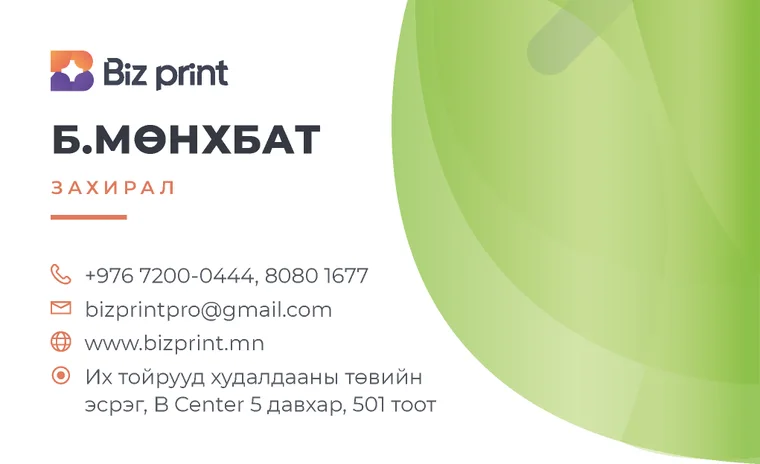 Biz print
Б.МӨНХБАТ
ЗАХИРАЛ
+976 7200-0444, 8080 1677
bizprintpro@gmail.com
www.bizprint.mn
Их тойрууд худалдааны төвийн
эсрэг, B Center 5 давхар, 501 тоот